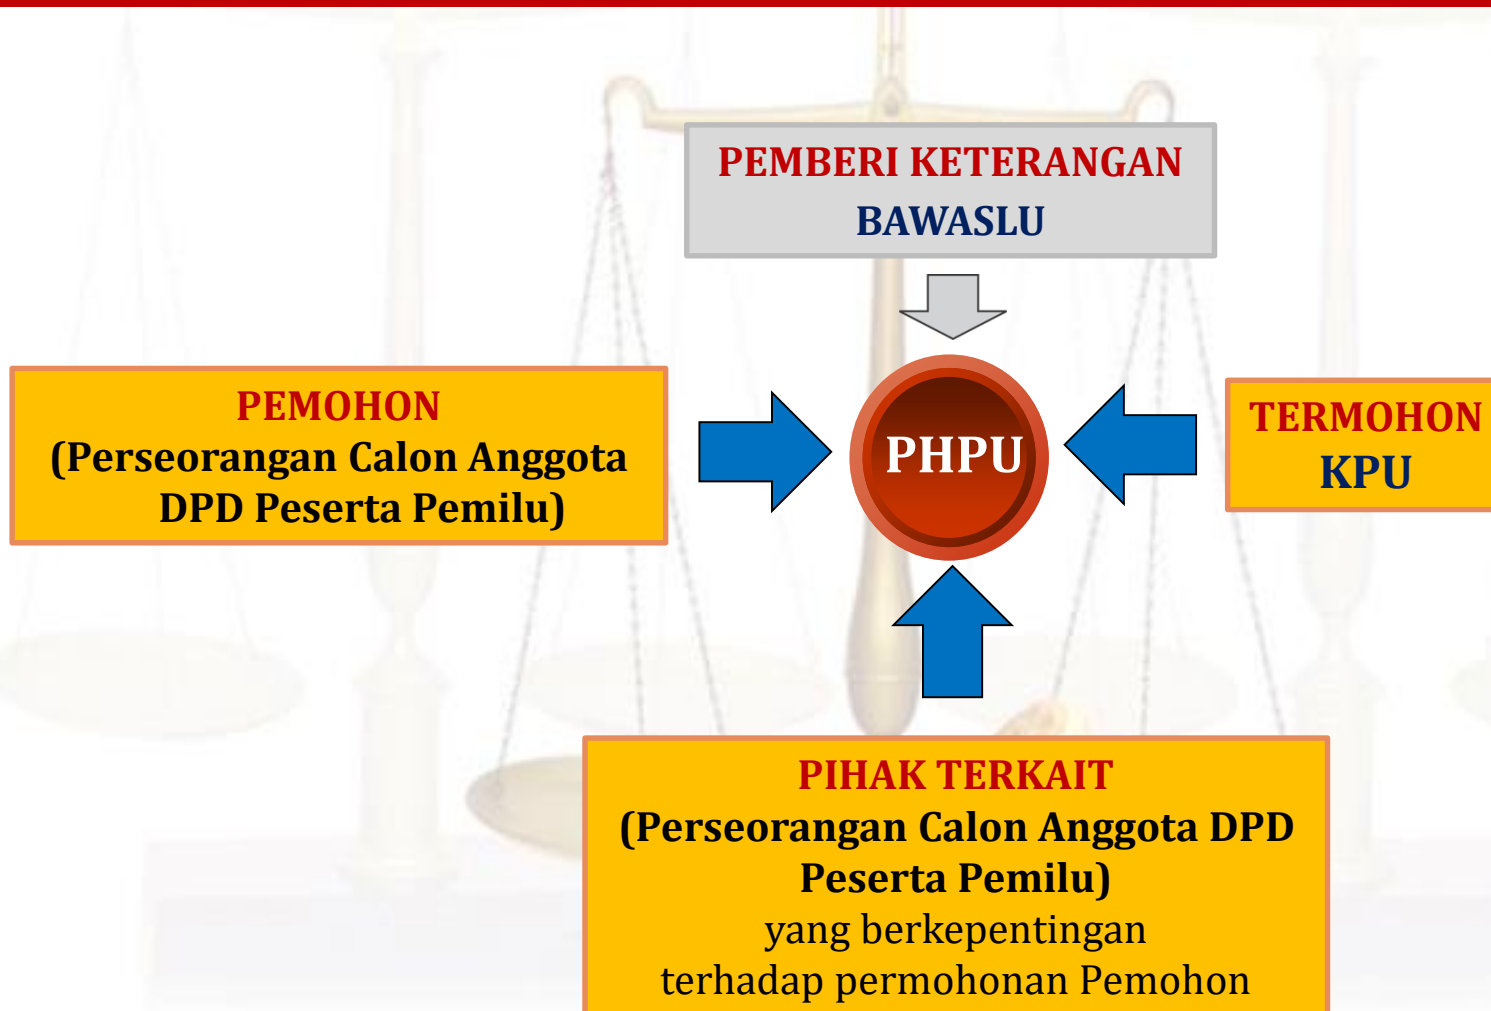 PEMBERI KETERANGAN
BAWASLU
PEMOHON
(Perseorangan Calon Anggota
DPD Peserta Pemilu)
PHPU
TERMOHON
KPU
PIHAK TERKAIT
(Perseorangan Calon Anggota DPD
Peserta Pemilu)
yang berkepentingan
terhadap permohonan Pemohon